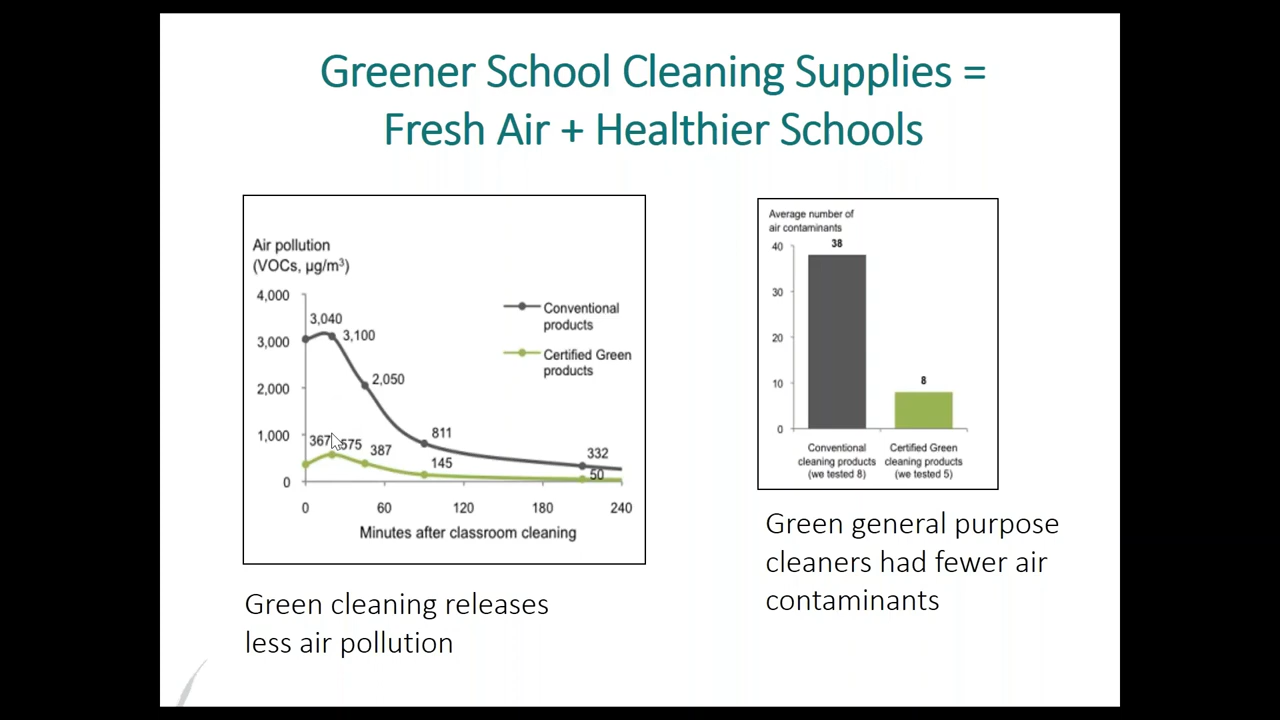 Greener School Cleaning Supplies =
Fresh Air + Healthier Schools
Air pollution
(VOCs, µg/m³)
4,000
3,000
2,000
1,000
0
3,040
3,100
2,050
811
332
367
575
387
145
50
Conventional
products
Certified Green
products
0 60 120 180 240
Minutes after classroom cleaning
Green cleaning releases
less air pollution
Average number of
air contaminants
40
30
20
10
0
38
8
Conventional
cleaning products
(we tested 8)
Certified Green
cleaning products
(we tested 5)
Green general purpose
cleaners had fewer air
contaminants